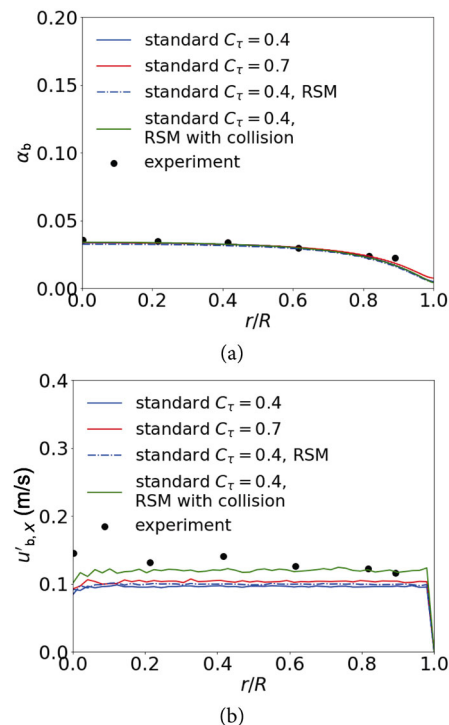 0.20
0.15
0.10
0.05
0.00
α_b
standard C_τ = 0.4
standard C_τ = 0.7
standard C_τ = 0.4, RSM
standard C_τ = 0.4,
RSM with collision
experiment
0.0 0.2 0.4 0.6 0.8 1.0
r/R
(a)
0.4
0.3
0.2
0.1
0.0
u'_b,x (m/s)
standard C_τ = 0.4
standard C_τ = 0.7
standard C_τ = 0.4, RSM
standard C_τ = 0.4,
RSM with collision
experiment
0.0 0.2 0.4 0.6 0.8 1.0
r/R
(b)